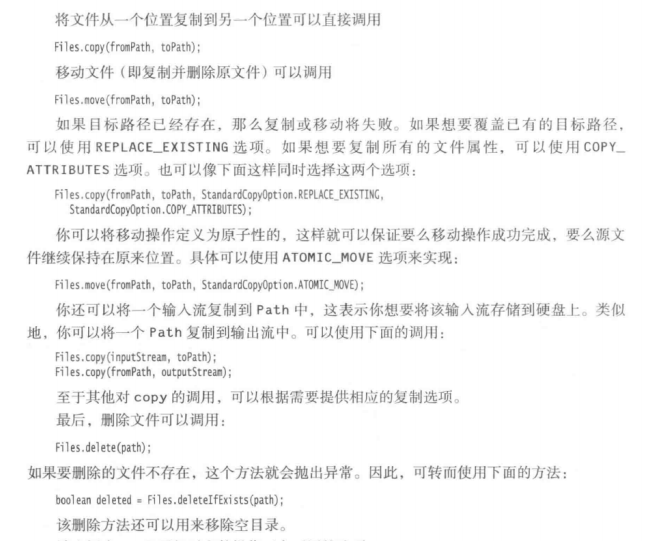 将文件从一个位置复制到另一个位置可以直接调用
Files.copy(fromPath, toPath);
移动文件（即复制并删除原文件）可以调用
Files.move(fromPath, toPath);
如果目标路径已经存在，那么复制或移动将失败。如果想要覆盖已有的目标路径，
可以使用 REPLACE_EXISTING 选项。如果想要复制所有的文件属性，可以使用 COPY_
ATTRIBUTES 选项。也可以像下面这样同时选择这两个选项：
Files.copy(fromPath, toPath, StandardCopyOption.REPLACE_EXISTING,
StandardCopyOption.COPY_ATTRIBUTES);
你可以将移动操作定义为原子性的，这样就可以保证要么移动操作成功完成，要么源文
件继续保持在原来位置。具体可以使用 ATOMIC_MOVE 选项来实现：
Files.move(fromPath, toPath, StandardCopyOption.ATOMIC_MOVE);
你还可以将一个输入流复制到 Path 中，这表示你想要将该输入流存储到硬盘上。类似
地，你可以将一个 Path 复制到输出流中。可以使用下面的调用：
Files.copy(inputStream, toPath);
Files.copy(fromPath, outputStream);
至于其他对 copy 的调用，可以根据需要提供相应的复制选项。
最后，删除文件可以调用：
Files.delete(path);
如果要删除的文件不存在，这个方法就会抛出异常。因此，可转而使用下面的方法：
boolean deleted = Files.deleteIfExists(path);
该删除方法还可以用来移除空目录。